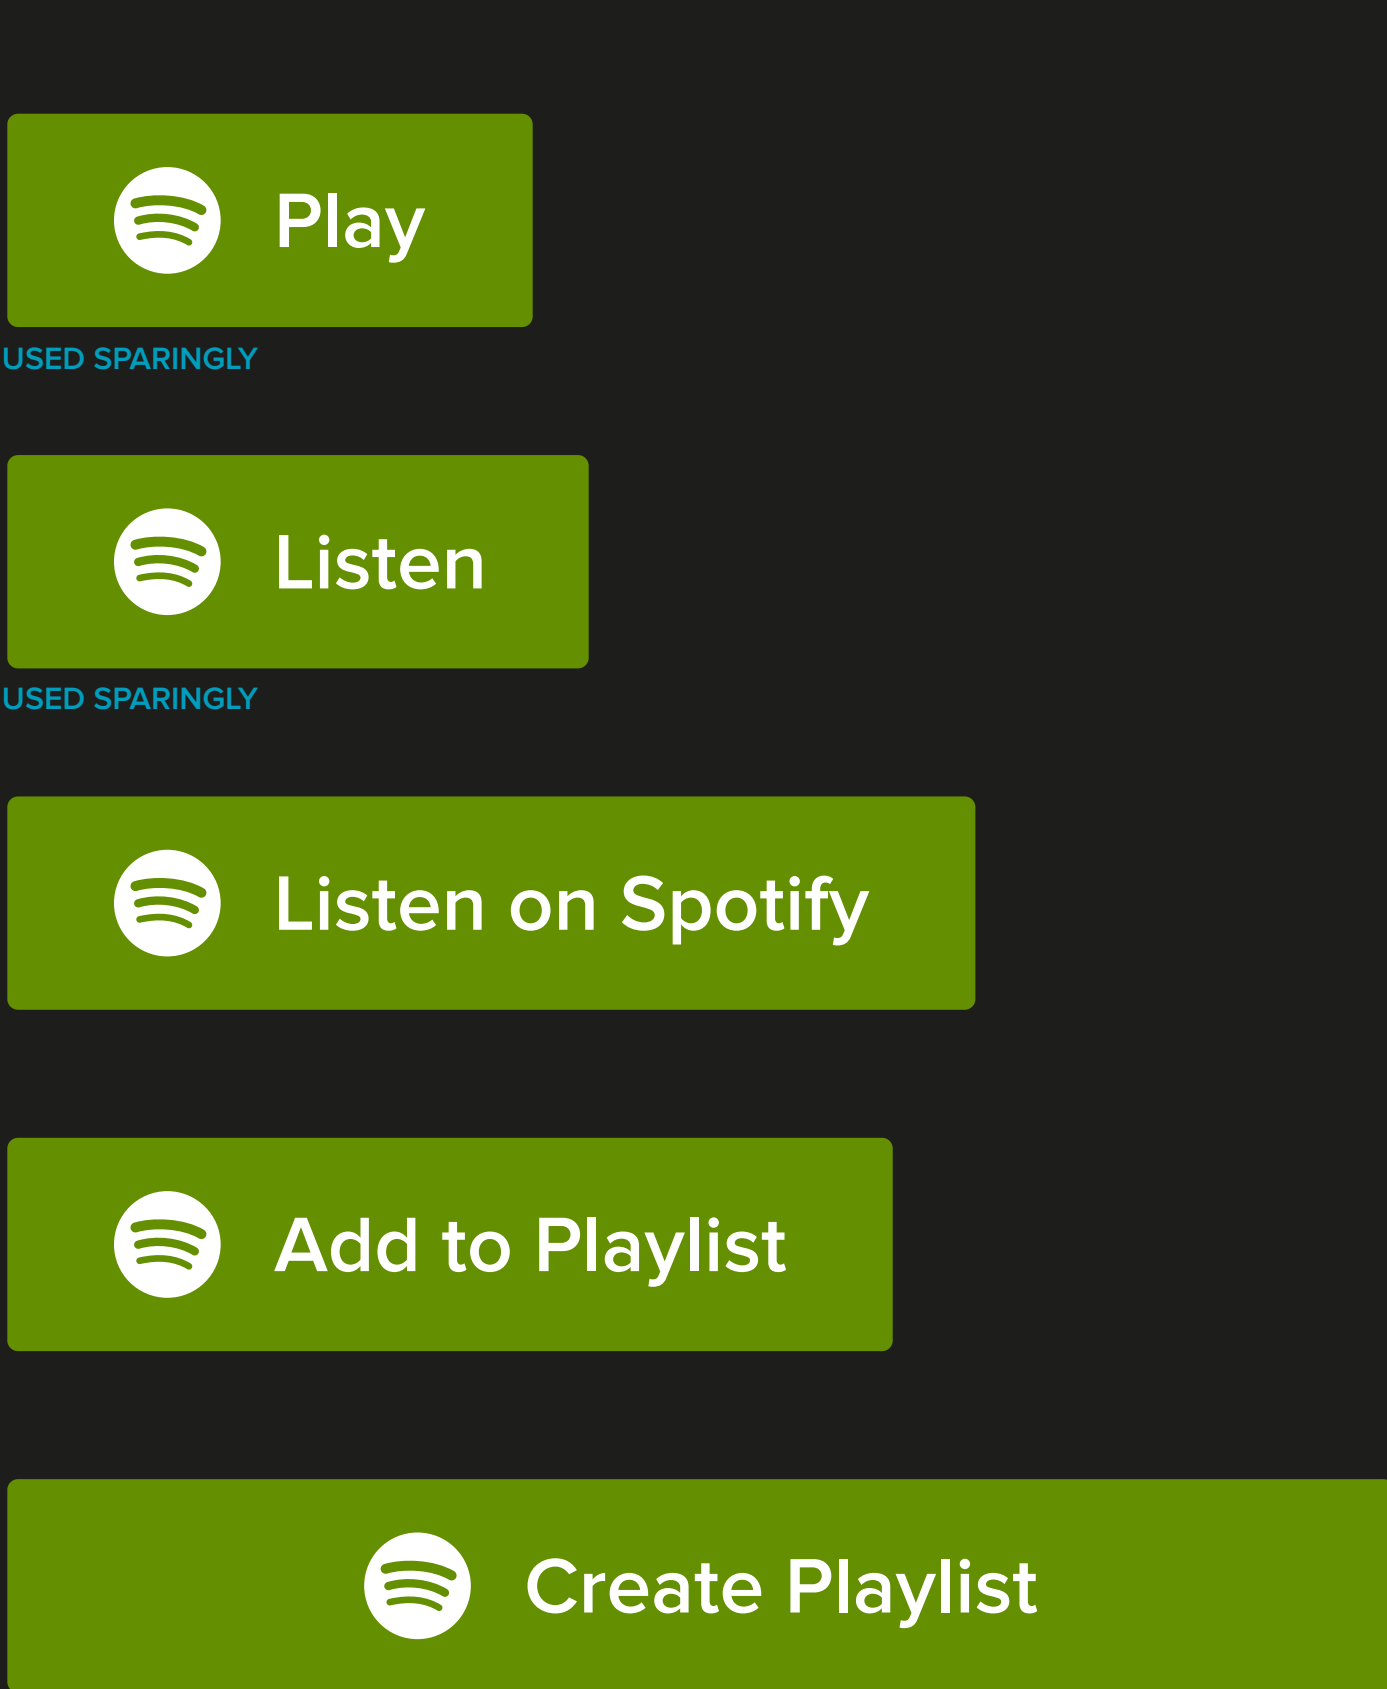 Play
USED SPARINGLY
Listen
USED SPARINGLY
Listen on Spotify
Add to Playlist
Create Playlist